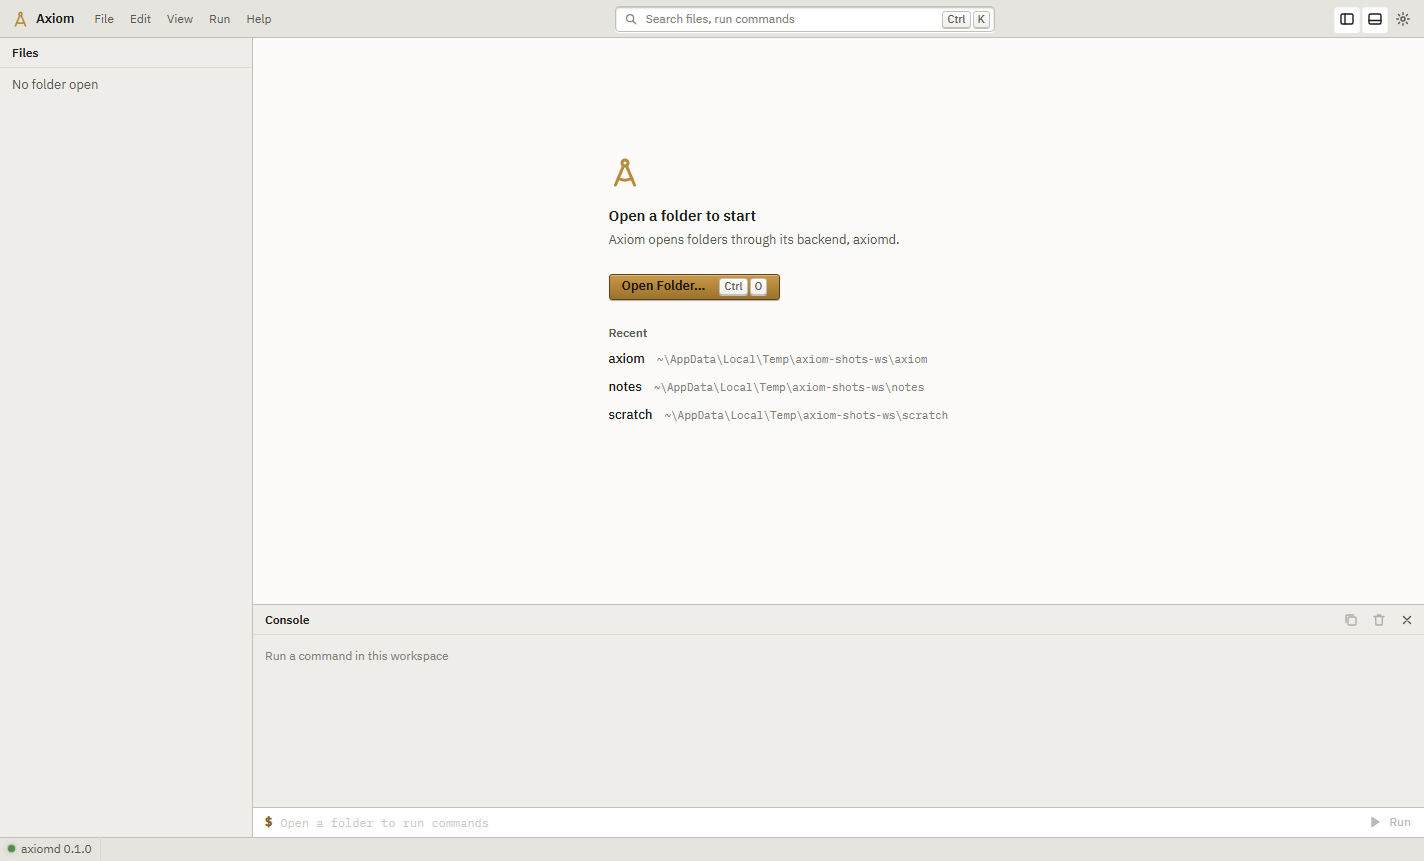 Axiom File Edit View Run Help Search files, run commands Ctrl K
Files
No folder open
Open a folder to start
Axiom opens folders through its backend, axiomd.
Open Folder... Ctrl O
Recent
axiom ~\AppData\Local\Temp\axiom-shots-ws\axiom
notes ~\AppData\Local\Temp\axiom-shots-ws\notes
scratch ~\AppData\Local\Temp\axiom-shots-ws\scratch
Console
Run a command in this workspace
$ Open a folder to run commands Run
axiomd 0.1.0